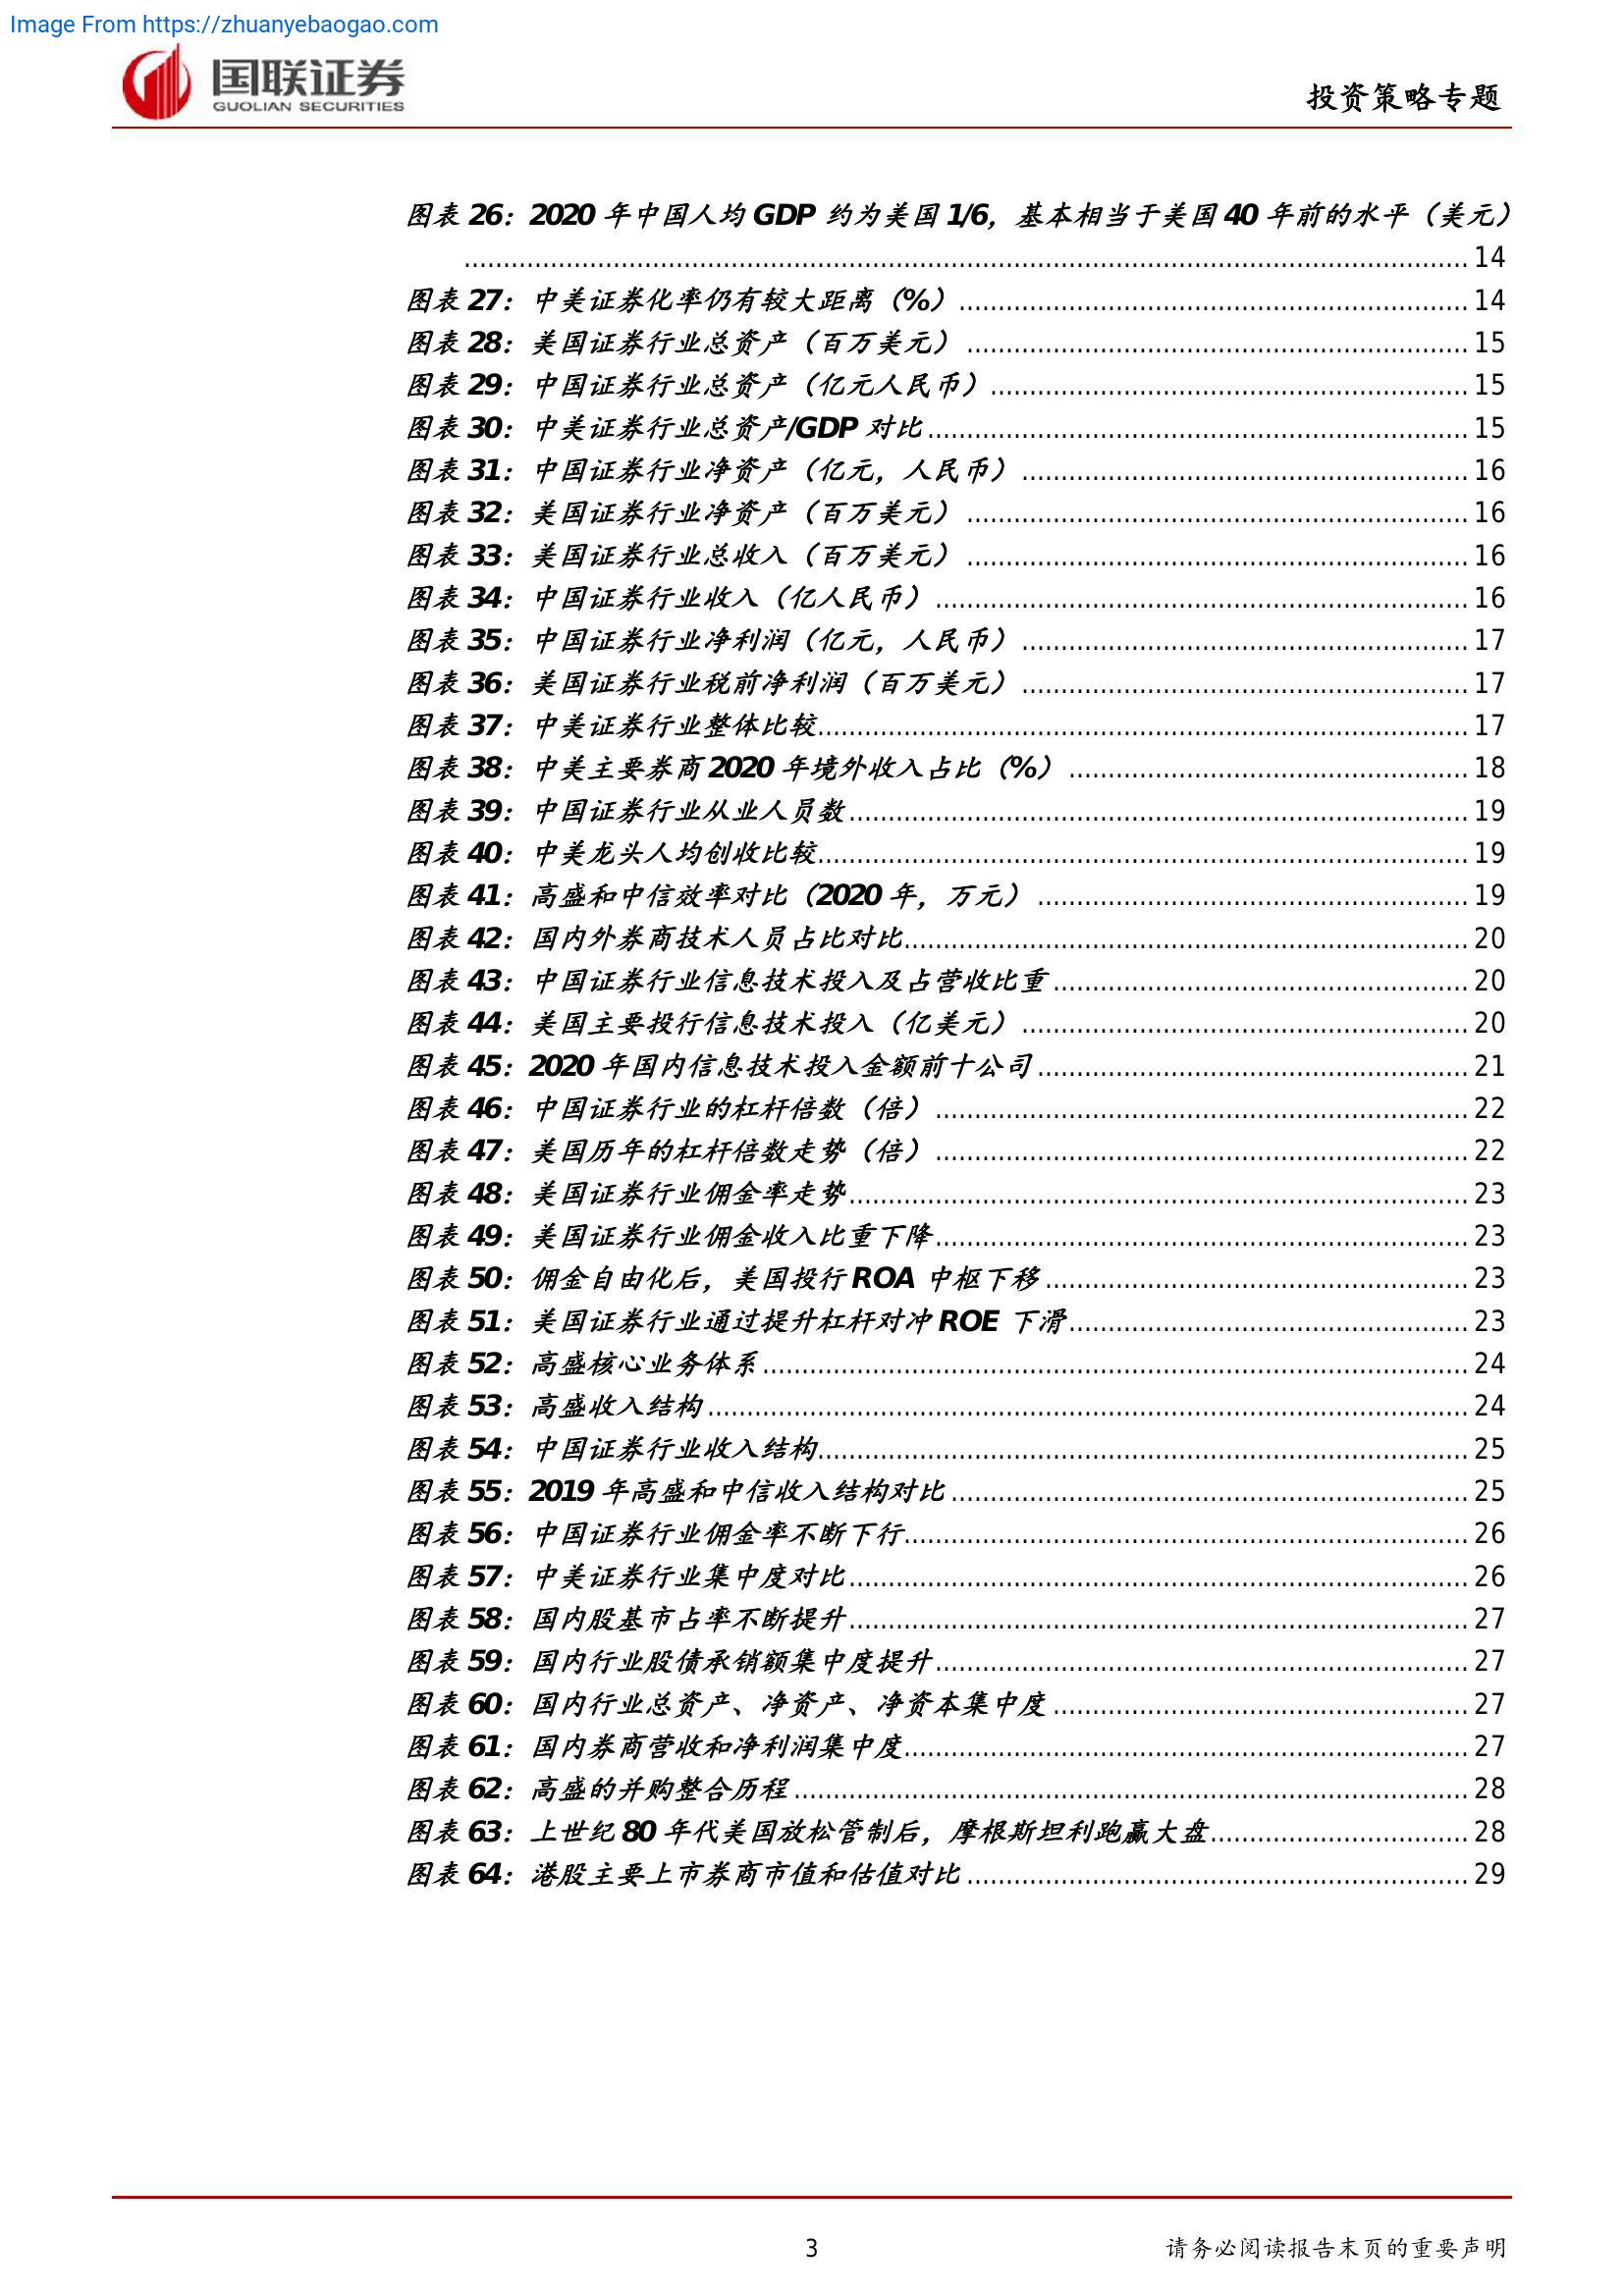 Image From https://zhuanyebaogao.com
国联证券
GUOLIAN SECURITIES
投资策略专题
图表 26：2020 年中国人均 GDP 约为美国 1/6，基本相当于美国 40 年前的水平（美元）
........................................................................ 14
图表 27：中美证券化率仍有较大距离（%）........................................ 14
图表 28：美国证券行业总资产（百万美元）........................................ 15
图表 29：中国证券行业总资产（亿元人民币）...................................... 15
图表 30：中美证券行业总资产/GDP 对比........................................ 15
图表 31：中国证券行业净资产（亿元，人民币）.................................... 16
图表 32：美国证券行业净资产（百万美元）........................................ 16
图表 33：美国证券行业总收入（百万美元）........................................ 16
图表 34：中国证券行业收入（亿人民币）.......................................... 16
图表 35：中国证券行业净利润（亿元，人民币）.................................... 17
图表 36：美国证券行业税前净利润（百万美元）.................................... 17
图表 37：中美证券行业整体比较................................................ 17
图表 38：中美主要券商 2020 年境外收入占比（%）................................ 18
图表 39：中国证券行业从业人员数.............................................. 19
图表 40：中美龙头人均创收比较................................................ 19
图表 41：高盛和中信效率对比（2020 年，万元）.................................. 19
图表 42：国内外券商技术人员占比对比.......................................... 20
图表 43：中国证券行业信息技术投入及占营收比重................................ 20
图表 44：美国主要投行信息技术投入（亿美元）.................................... 20
图表 45：2020 年国内信息技术投入金额前十公司.................................. 21
图表 46：中国证券行业的杠杆倍数（倍）.......................................... 22
图表 47：美国历年的杠杆倍数走势（倍）.......................................... 22
图表 48：美国证券行业佣金率走势.............................................. 23
图表 49：美国证券行业佣金收入比重下降........................................ 23
图表 50：佣金自由化后，美国投行 ROA 中枢下移.................................. 23
图表 51：美国证券行业通过提升杠杆对冲 ROE 下滑................................ 23
图表 52：高盛核心业务体系.................................................... 24
图表 53：高盛收入结构........................................................ 24
图表 54：中国证券行业收入结构................................................ 25
图表 55：2019 年高盛和中信收入结构对比........................................ 25
图表 56：中国证券行业佣金率不断下行.......................................... 26
图表 57：中美证券行业集中度对比.............................................. 26
图表 58：国内股基市占率不断提升.............................................. 27
图表 59：国内行业股债承销额集中度提升........................................ 27
图表 60：国内行业总资产、净资产、净资本集中度................................ 27
图表 61：国内券商营收和净利润集中度.......................................... 27
图表 62：高盛的并购整合历程.................................................. 28
图表 63：上世纪 80 年代美国放松管制后，摩根斯坦利跑赢大盘...................... 28
图表 64：港股主要上市券商市值和估值对比...................................... 29
3
请务必阅读报告末页的重要声明